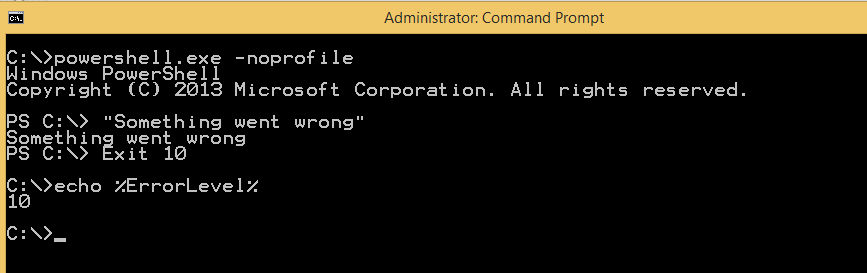 Administrator: Command Prompt
C:\>powershell.exe -noprofile
Windows PowerShell
Copyright (C) 2013 Microsoft Corporation. All rights reserved.
PS C:\> "Something went wrong"
Something went wrong
PS C:\> Exit 10
C:\>echo %ErrorLevel%
10
C:\>_